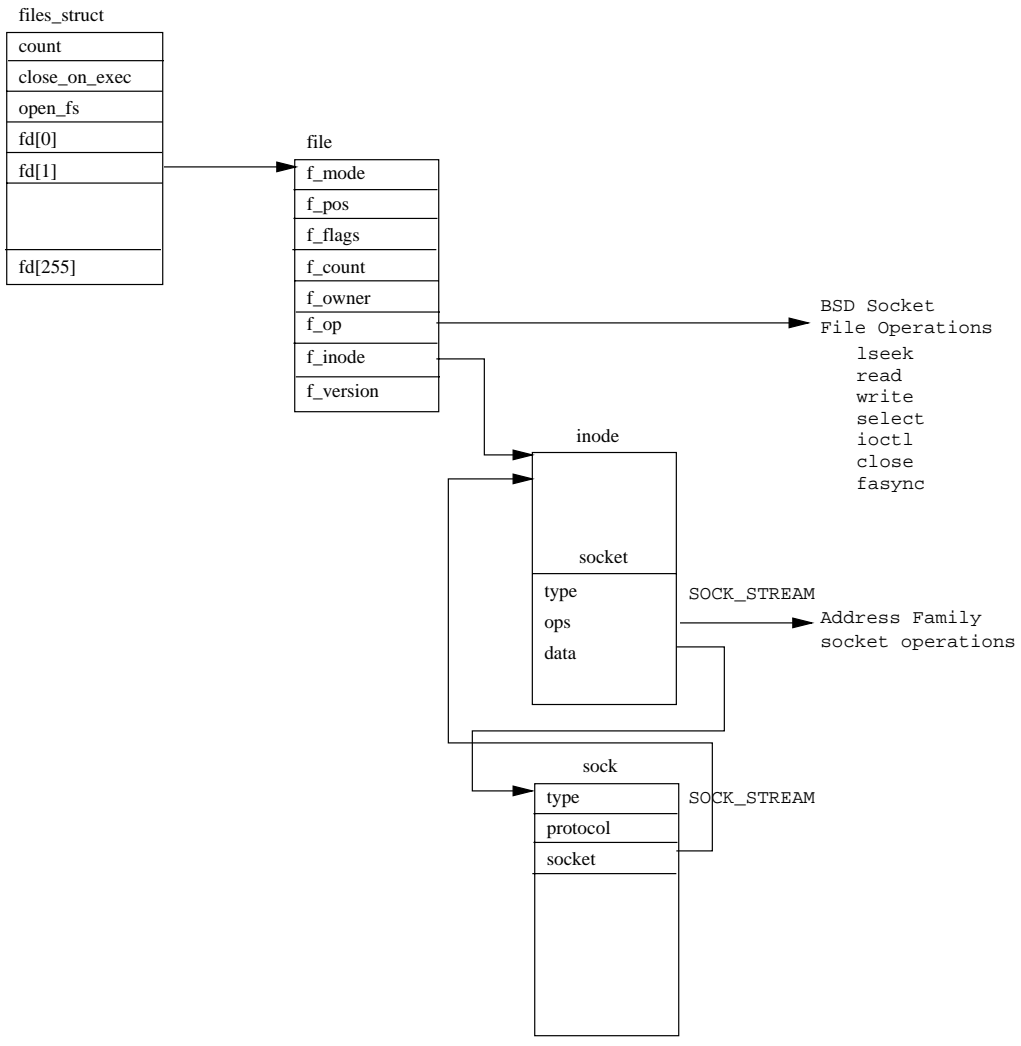 files_struct
count
close_on_exec
open_fs
fd[0]
fd[1]
fd[255]
file
f_mode
f_pos
f_flags
f_count
f_owner
f_op
f_inode
f_version
BSD Socket
File Operations
lseek
read
write
select
ioctl
close
fasync
inode
socket
type
SOCK_STREAM
ops
Address Family
socket operations
data
sock
type
SOCK_STREAM
protocol
socket